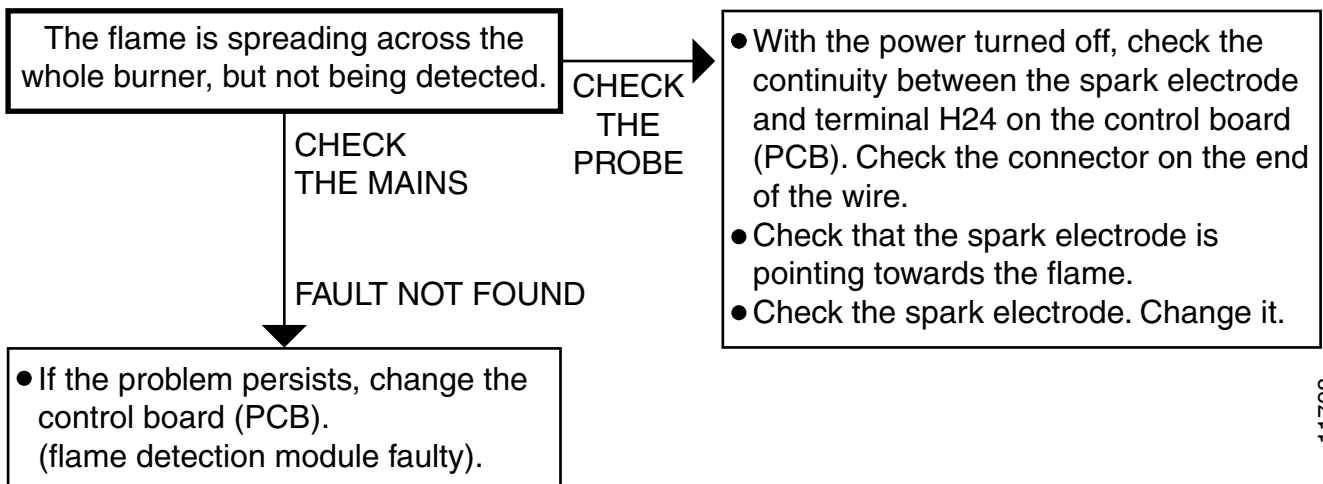 The flame is spreading across the
whole burner, but not being detected.
CHECK
THE
PROBE
● With the power turned off, check the
continuity between the spark electrode
and terminal H24 on the control board
(PCB). Check the connector on the end
of the wire.
● Check that the spark electrode is
pointing towards the flame.
● Check the spark electrode. Change it.
CHECK
THE MAINS
FAULT NOT FOUND
● If the problem persists, change the
control board (PCB).
(flame detection module faulty).